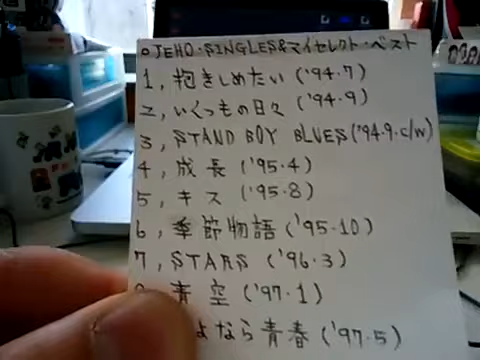 ○JEHO・SINGLES&マイセレクト・ベスト
1, 抱きしめたい('94.7)
2, いくつもの日々('94.9)
3, STAND BOY BLUES('94.9.c/w)
4, 成長('95.4)
5, キス('95.8)
6, 季節物語('95.10)
7, STARS('96.3)
青空('97.1)
よなら青春('97.5)